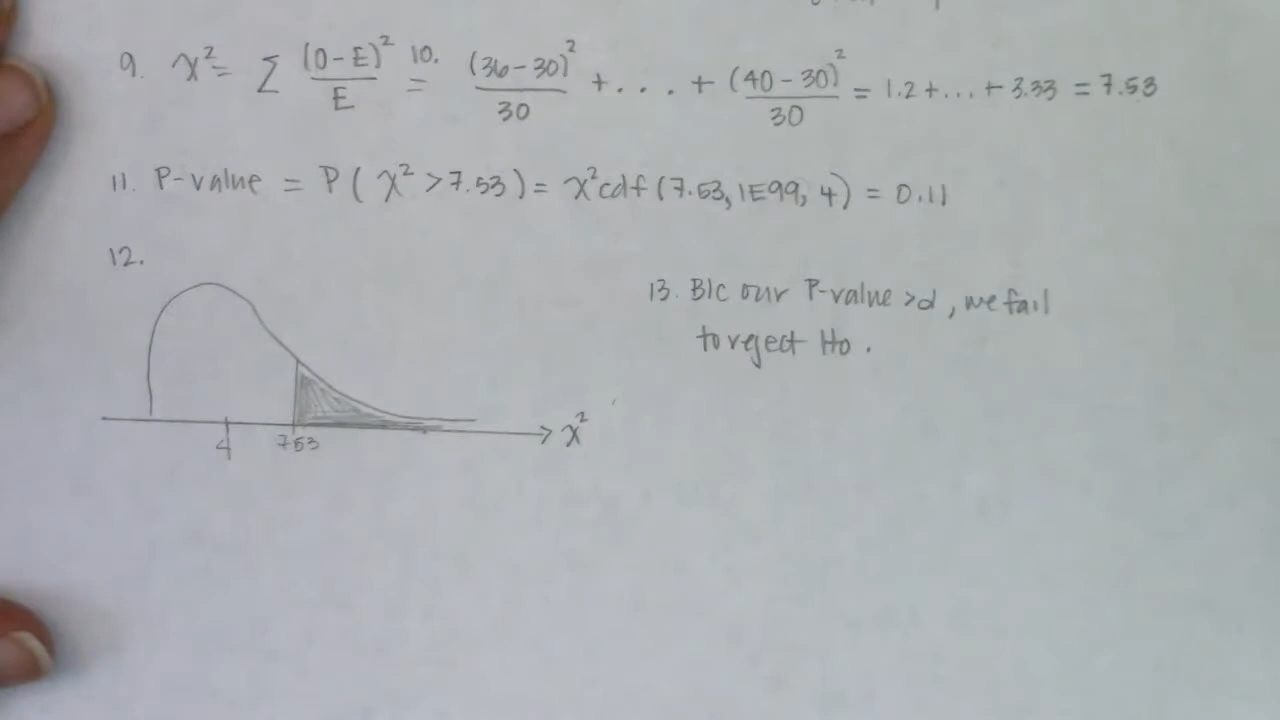 9. χ² = Σ (O-E)²/E 10. = (36-30)²/30 + .... + (40-30)²/30 = 1.2 +...+ 3.33 = 7.53
11. P-value = P( χ² > 7.53 ) = χ²cdf (7.53, 1E99, 4) = 0.11
12.
13. B/c our P-value > α, we fail
to reject Ho.
4 7.53 χ²